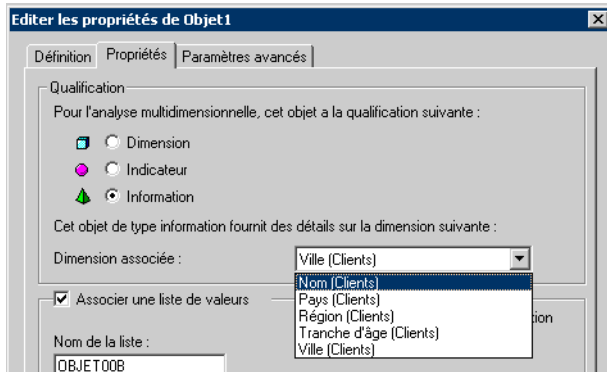 Editer les propriétés de Objet1
Définition Propriétés Paramètres avancés
Qualification
Pour l'analyse multidimensionnelle, cet objet a la qualification suivante :
Dimension
Indicateur
Information
Cet objet de type information fournit des détails sur la dimension suivante :
Dimension associée : Ville (Clients)
Nom (Clients)
Pays (Clients)
Région (Clients)
Tranche d'âge (Clients)
Ville (Clients)
Associer une liste de valeurs
Nom de la liste :
OBJET00B